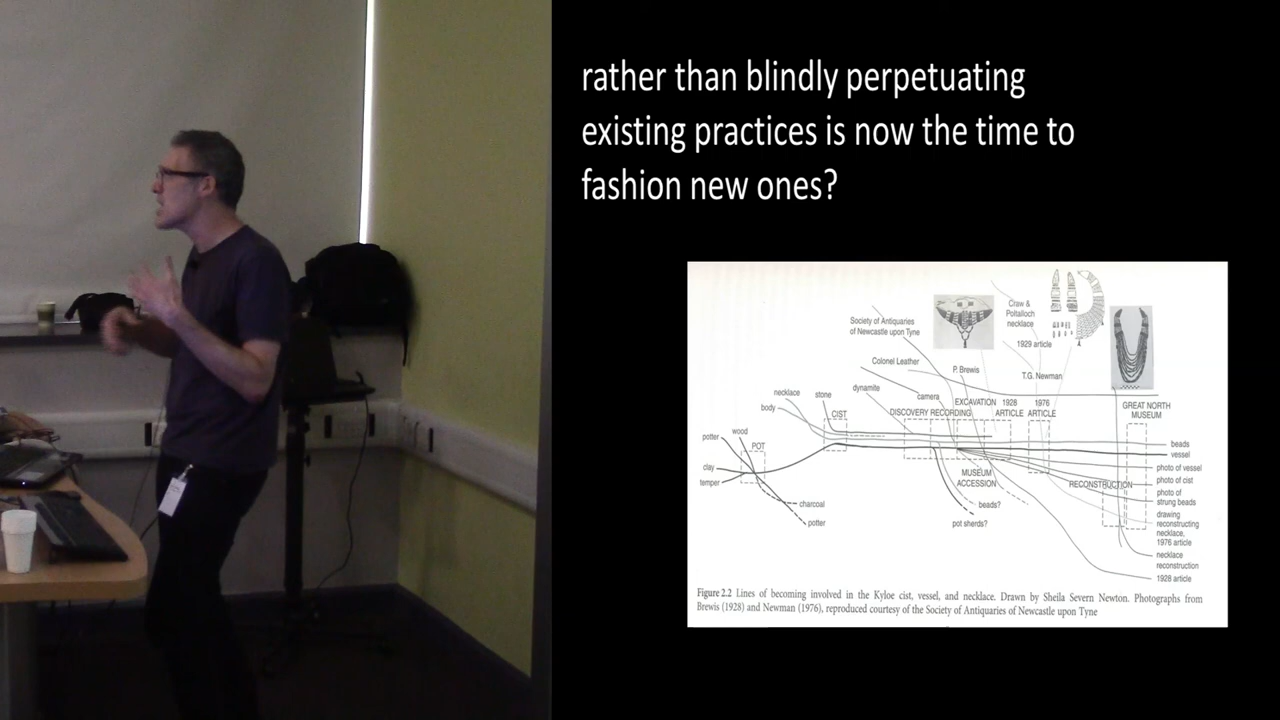 rather than blindly perpetuating
existing practices is now the time to
fashion new ones?
Craw &
Poltalloch
necklace
Society of Antiquaries
of Newcastle upon Tyne
1929 article
Colonel Leather
P. Brewis
T.G. Newman
dynamite
camera
necklace
stone
body
CIST
DISCOVERY RECORDING
EXCAVATION
1928
ARTICLE
1976
ARTICLE
GREAT NORTH
MUSEUM
potter
wood
POT
clay
temper
charcoal
potter
MUSEUM
ACCESSION
RECONSTRUCTION
beads?
pot sherds?
beads
vessel
photo of vessel
photo of cist
photo of
strung beads
drawing
reconstructing
necklace,
1976 article
necklace
reconstruction
1928 article
Figure 2.2 Lines of becoming involved in the Kyloe cist, vessel, and necklace. Drawn by Sheila Severn Newton. Photographs from
Brewis (1928) and Newman (1976), reproduced courtesy of the Society of Antiquaries of Newcastle upon Tyne